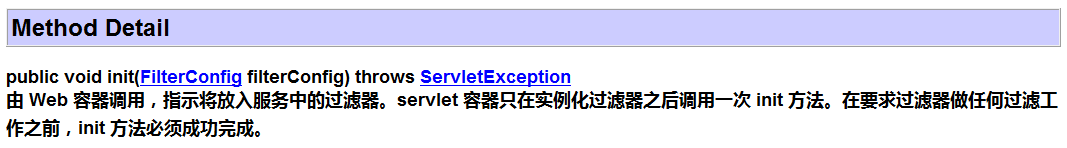 Method Detail
public void init(FilterConfig filterConfig) throws ServletException
由 Web 容器调用，指示将放入服务中的过滤器。servlet 容器只在实例化过滤器之后调用一次 init 方法。在要求过滤器做任何过滤工
作之前，init 方法必须成功完成。